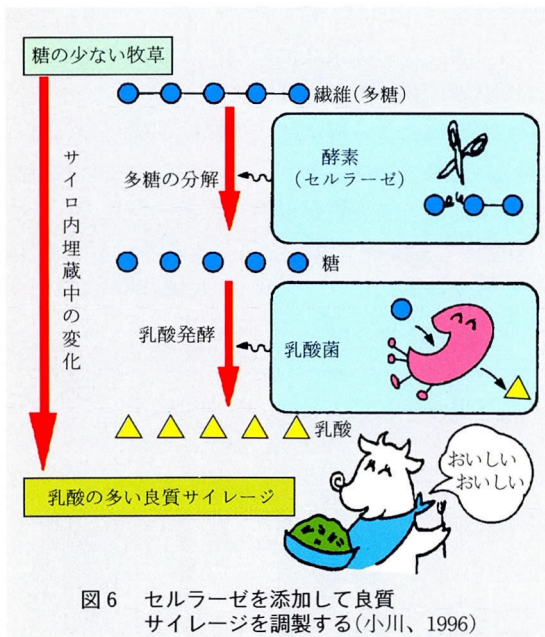 糖の少ない牧草
繊維(多糖)
サイロ内埋蔵中の変化
多糖の分解
酵素
(セルラーゼ)
糖
乳酸発酵
乳酸菌
乳酸
乳酸の多い良質サイレージ
おいしい
おいしい
図6 セルラーゼを添加して良質
サイレージを調製する(小川、1996)